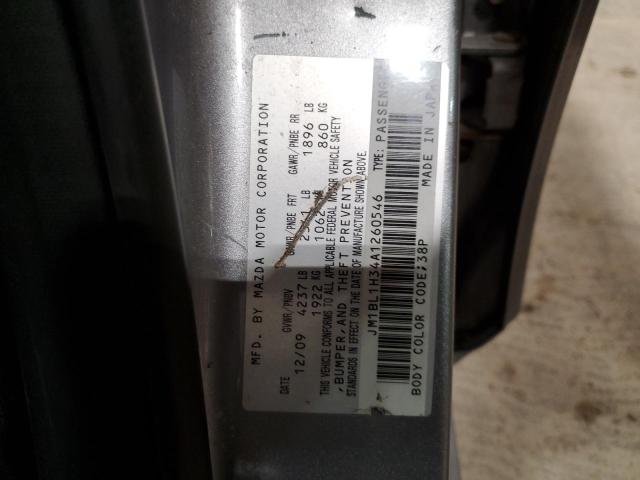 MFD. BY MAZDA MOTOR CORPORATION
DATE GVWR/PNBV GAWR/PNBE FRT GAWR/PNBE RR
12/09 4237 LB LB 1896 LB
1922 KG 1062 860 KG
THIS VEHICLE CONFORMS TO ALL APPLICABLE FEDERAL MOTOR VEHICLE SAFETY
, BUMPER, AND THEFT PREVENTION
STANDARDS IN EFFECT ON THE DATE OF MANUFACTURE SHOWN ABOVE.
JM1BL1H34A1260546 TYPE: PASSENG
MADE IN JAP
BODY COLOR CODE;38P